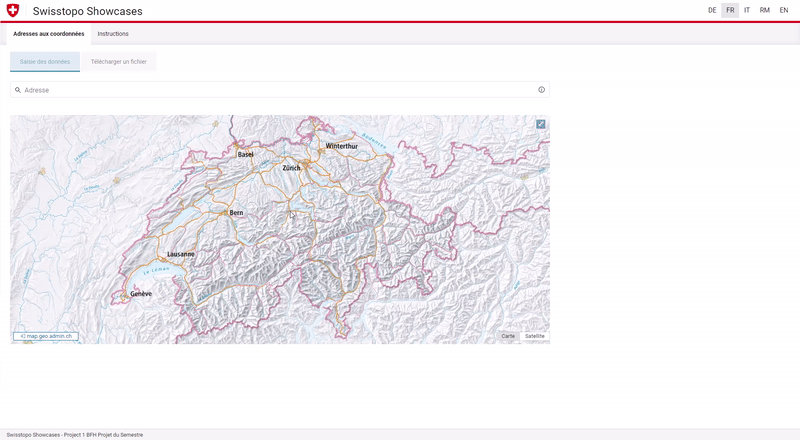 Swisstopo Showcases
DE FR IT RM EN
Adresses aux coordonnées Instructions
Saisie des données Télécharger un fichier
Adresse
Bodensee
Winterthur
Basel
Zürich
Bern
Lausanne
Le Léman
Genève
map.geo.admin.ch
Carte Satellite
Swisstopo Showcases - Project 1 BFH Projet du Semestre